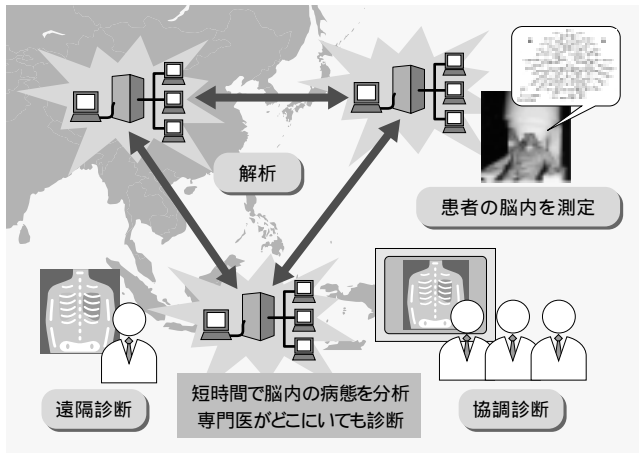 解析
患者の脳内を測定
遠隔診断
短時間で脳内の病態を分析
専門医がどこにいても診断
協調診断